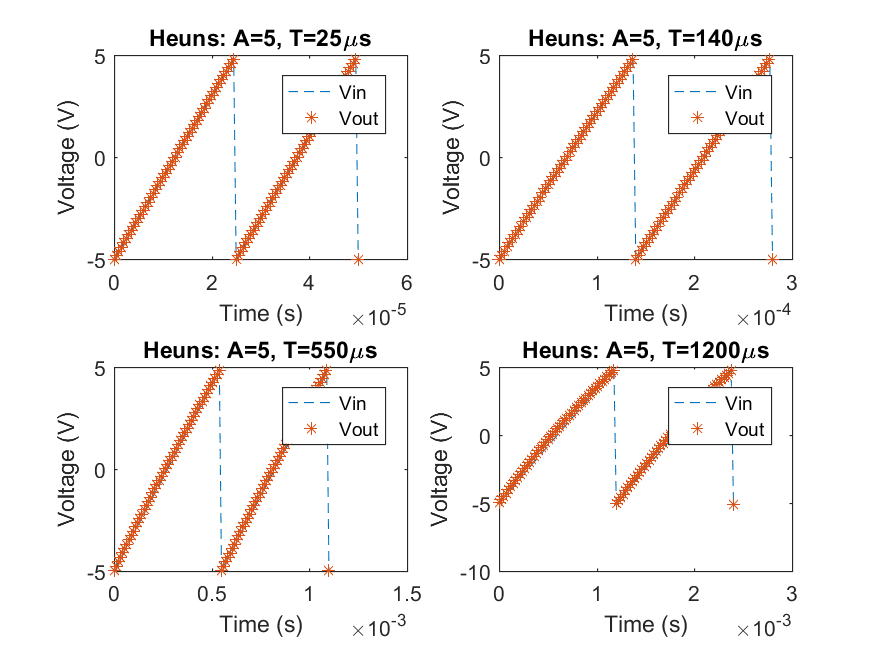 Heuns: A=5, T=25μs
5
0
-5
Voltage (V)
Vin
Vout
0
2
4
6
Time (s)
×10-5
Heuns: A=5, T=140μs
5
0
-5
Voltage (V)
Vin
Vout
0
1
2
3
Time (s)
×10-4
Heuns: A=5, T=550μs
5
0
-5
Voltage (V)
Vin
Vout
0
0.5
1
1.5
Time (s)
×10-3
Heuns: A=5, T=1200μs
5
0
-5
-10
Voltage (V)
Vin
Vout
0
1
2
3
Time (s)
×10-3